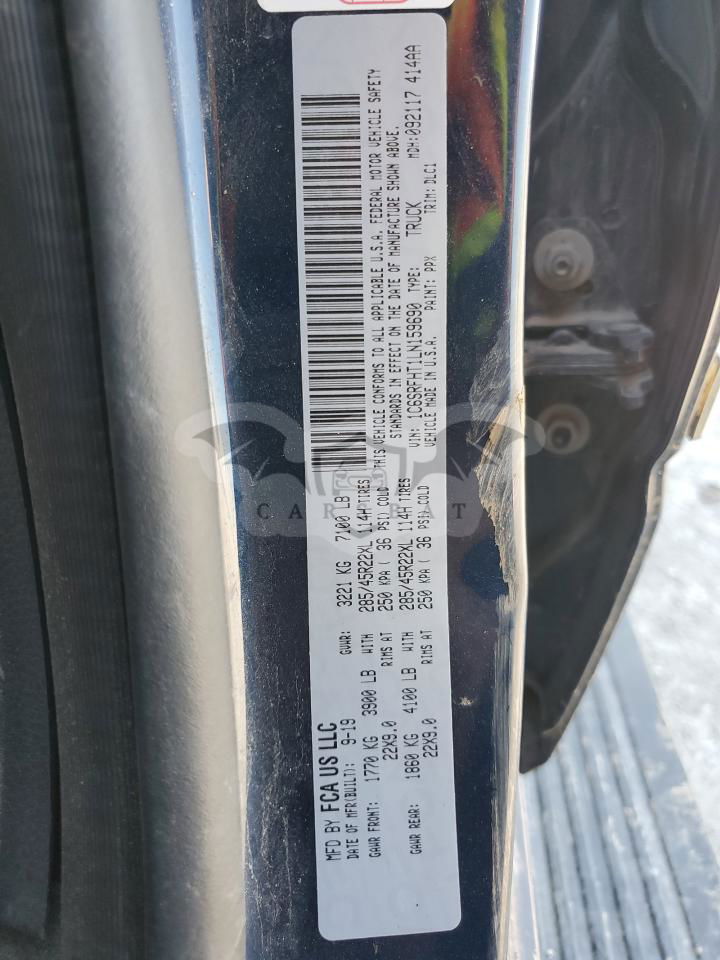 MFD BY FCA US LLC
DATE OF MFR(BUILT): 9-19 GVWR: 3221 KG 7100 LB
GAWR FRONT: 1770 KG 3900 LB WITH 285/45R22XL 114H TIRES
22X9.0 RIMS AT 250 KPA ( 36 PSI) COLD
GAWR REAR: 1860 KG 4100 LB WITH 285/45R22XL 114H TIRES
22X9.0 RIMS AT 250 KPA ( 36 PSI) COLD
THIS VEHICLE CONFORMS TO ALL APPLICABLE U.S.A. FEDERAL MOTOR VEHICLE SAFETY
STANDARDS IN EFFECT ON THE DATE OF MANUFACTURE SHOWN ABOVE.
VIN: 1C6SRFHT1LN159690 TYPE: TRUCK MDH:092117 414AA
VEHICLE MADE IN U.S.A. PAINT: PPX TRIM: DLC1
CARSBAT